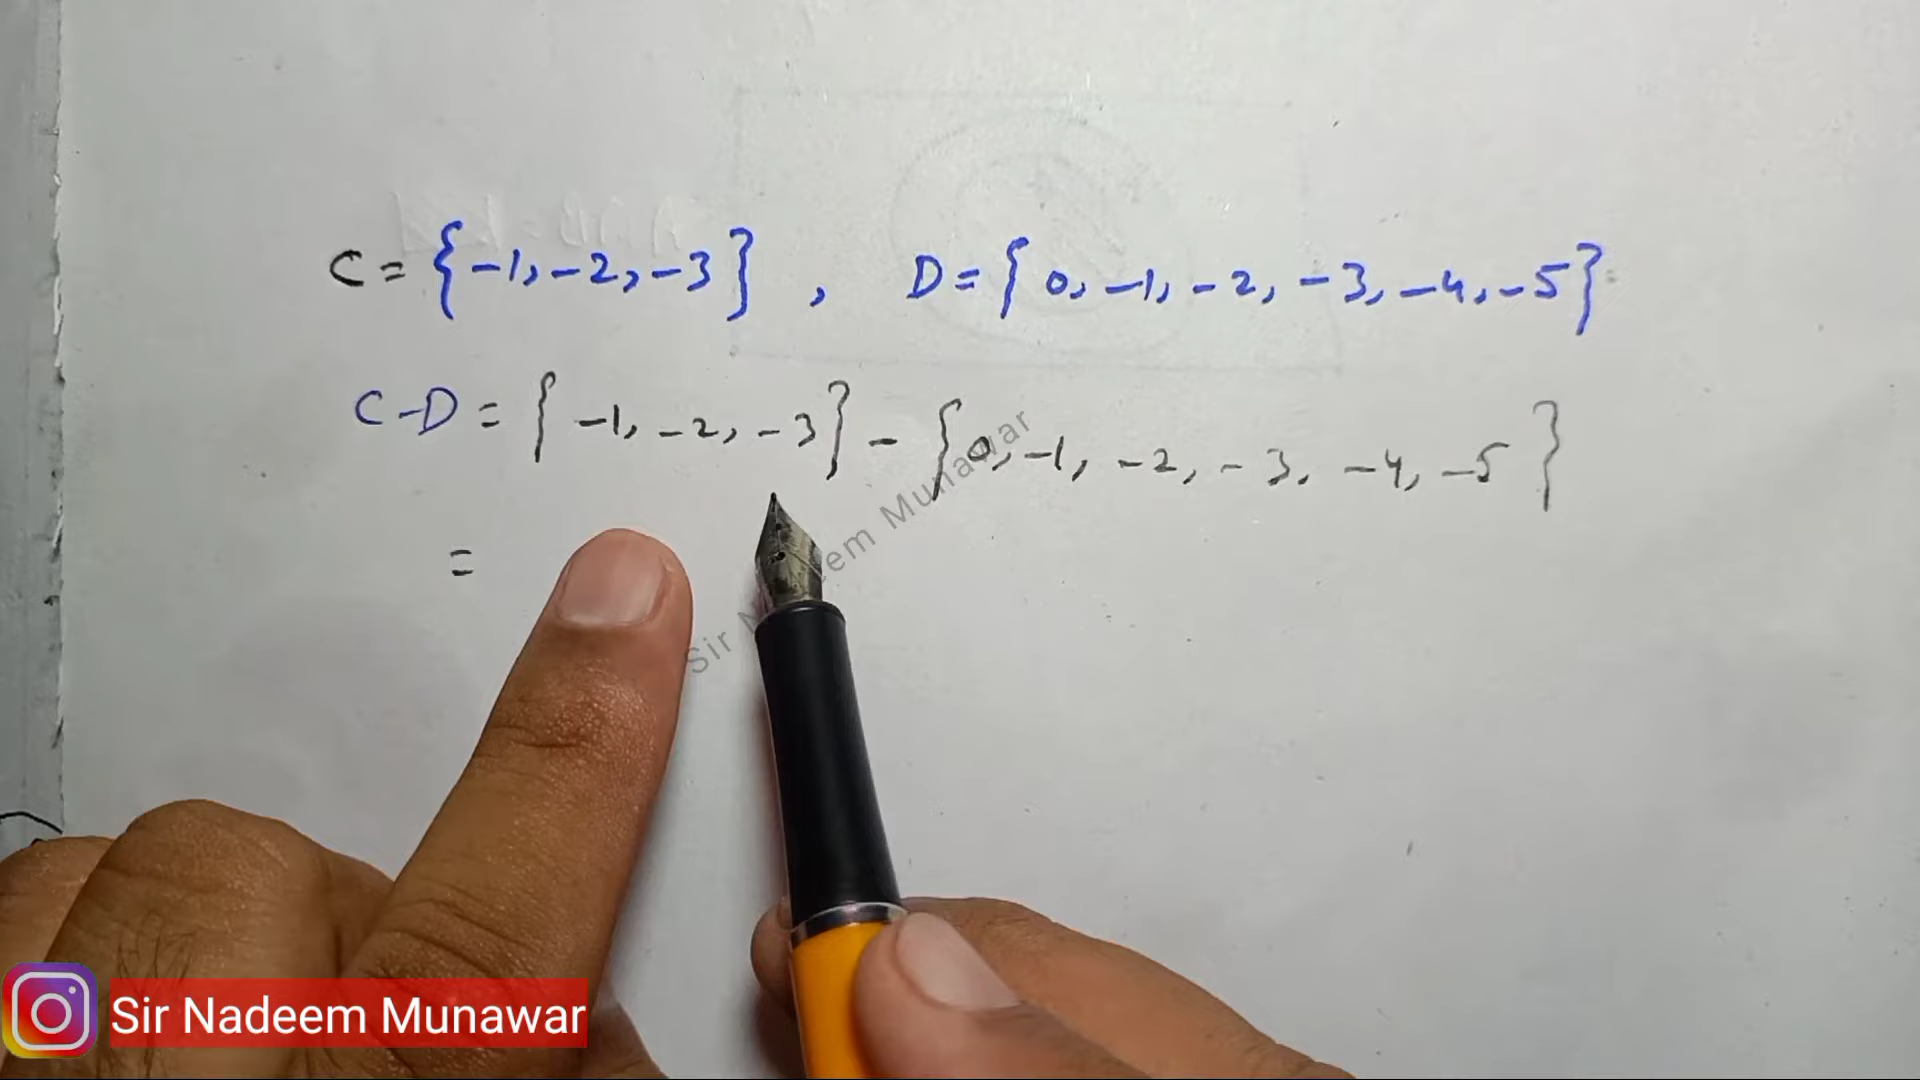 C = {-1, -2, -3} , D = { 0, -1, -2, -3, -4, -5}
C-D = { -1, -2, -3} - {0, -1, -2, -3, -4, -5 }
=
Sir Nadeem Munawar
Sir Nadeem Munawar